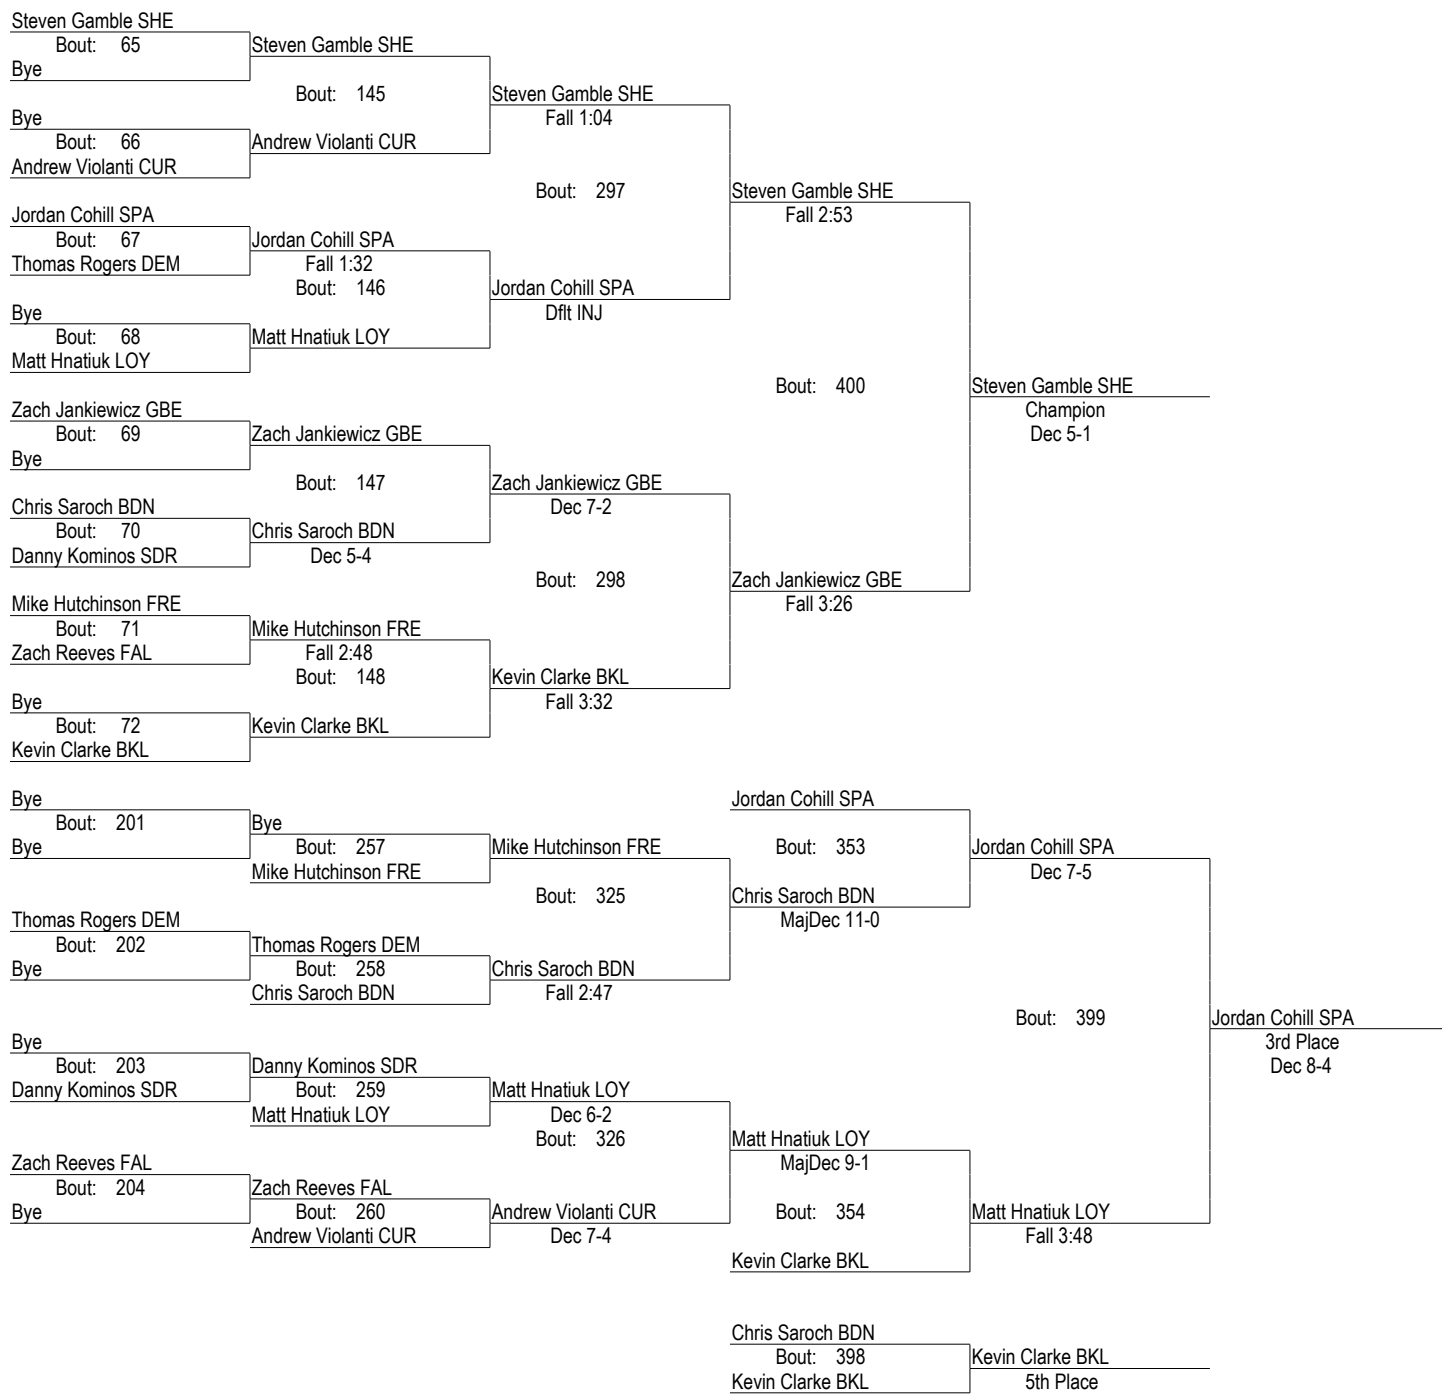 Steven Gamble SHE
Bout: 65 Steven Gamble SHE
Bye
Bout: 145 Steven Gamble SHE
Bye Fall 1:04
Bout: 66 Andrew Violanti CUR
Andrew Violanti CUR
Bout: 297 Steven Gamble SHE
Jordan Cohill SPA Fall 2:53
Bout: 67 Jordan Cohill SPA
Thomas Rogers DEM Fall 1:32
Bout: 146 Jordan Cohill SPA
Bye Dflt INJ
Bout: 68 Matt Hnatiuk LOY
Matt Hnatiuk LOY
Bout: 400 Steven Gamble SHE
Zach Jankiewicz GBE Champion
Bout: 69 Zach Jankiewicz GBE Dec 5-1
Bye
Bout: 147 Zach Jankiewicz GBE
Chris Saroch BDN Dec 7-2
Bout: 70 Chris Saroch BDN
Danny Kominos SDR Dec 5-4
Bout: 298 Zach Jankiewicz GBE
Mike Hutchinson FRE Fall 3:26
Bout: 71 Mike Hutchinson FRE
Zach Reeves FAL Fall 2:48
Bout: 148 Kevin Clarke BKL
Bye Fall 3:32
Bout: 72 Kevin Clarke BKL
Kevin Clarke BKL
Bye Jordan Cohill SPA
Bout: 201 Bye
Bye Bout: 257 Mike Hutchinson FRE Bout: 353 Jordan Cohill SPA
Mike Hutchinson FRE Dec 7-5
Bout: 325 Chris Saroch BDN
Thomas Rogers DEM MajDec 11-0
Bout: 202 Thomas Rogers DEM
Bye Bout: 258 Chris Saroch BDN
Chris Saroch BDN Fall 2:47
Bout: 399 Jordan Cohill SPA
Bye 3rd Place
Bout: 203 Danny Kominos SDR Dec 8-4
Danny Kominos SDR Bout: 259 Matt Hnatiuk LOY
Matt Hnatiuk LOY Dec 6-2
Bout: 326 Matt Hnatiuk LOY
Zach Reeves FAL MajDec 9-1
Bout: 204 Zach Reeves FAL
Bye Bout: 260 Andrew Violanti CUR Bout: 354 Matt Hnatiuk LOY
Andrew Violanti CUR Dec 7-4 Fall 3:48
Kevin Clarke BKL
Chris Saroch BDN
Bout: 398 Kevin Clarke BKL
Kevin Clarke BKL 5th Place